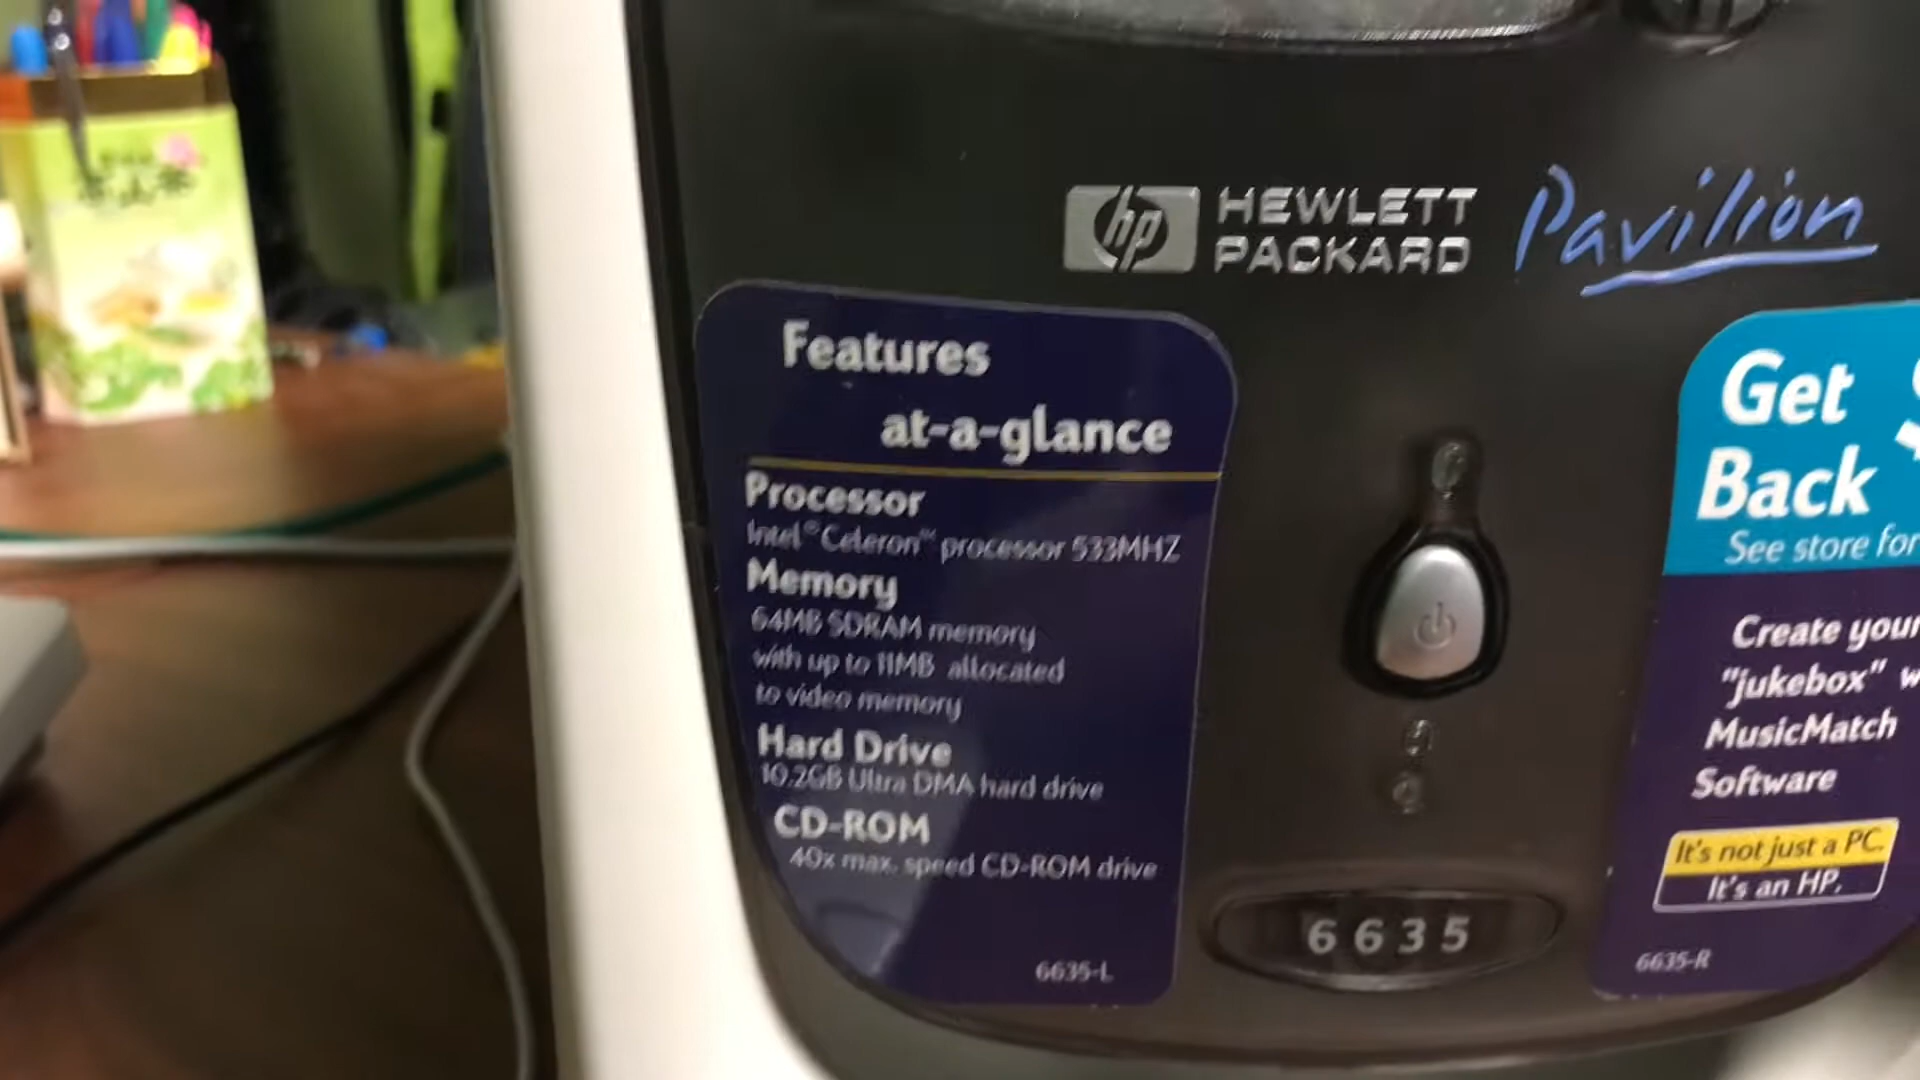 hp HEWLETT
PACKARD
Pavilion
Features
at-a-glance
Processor
Intel® Celeron™ processor 533MHZ
Memory
64MB SDRAM memory
with up to 11MB allocated
to video memory
Hard Drive
10.2GB Ultra DMA hard drive
CD-ROM
40x max. speed CD-ROM drive
6635-L
6635
Get
Back
See store for
Create your
"jukebox" w
MusicMatch
Software
It's not just a PC.
It's an HP.
6635-R